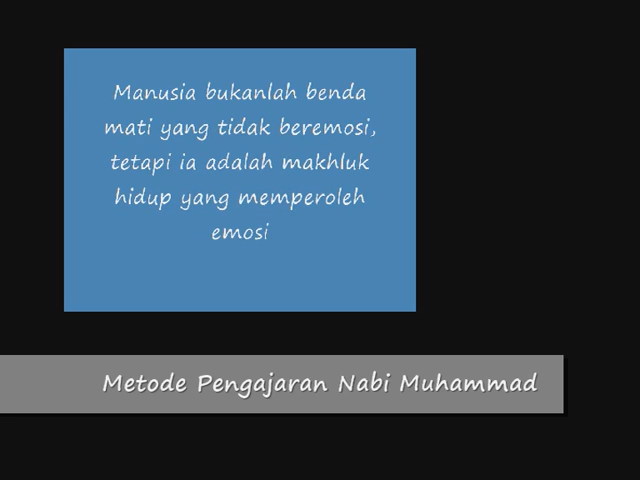 Manusia bukanlah benda
mati yang tidak beremosi,
tetapi ia adalah makhluk
hidup yang memperoleh
emosi
Metode Pengajaran Nabi Muhammad